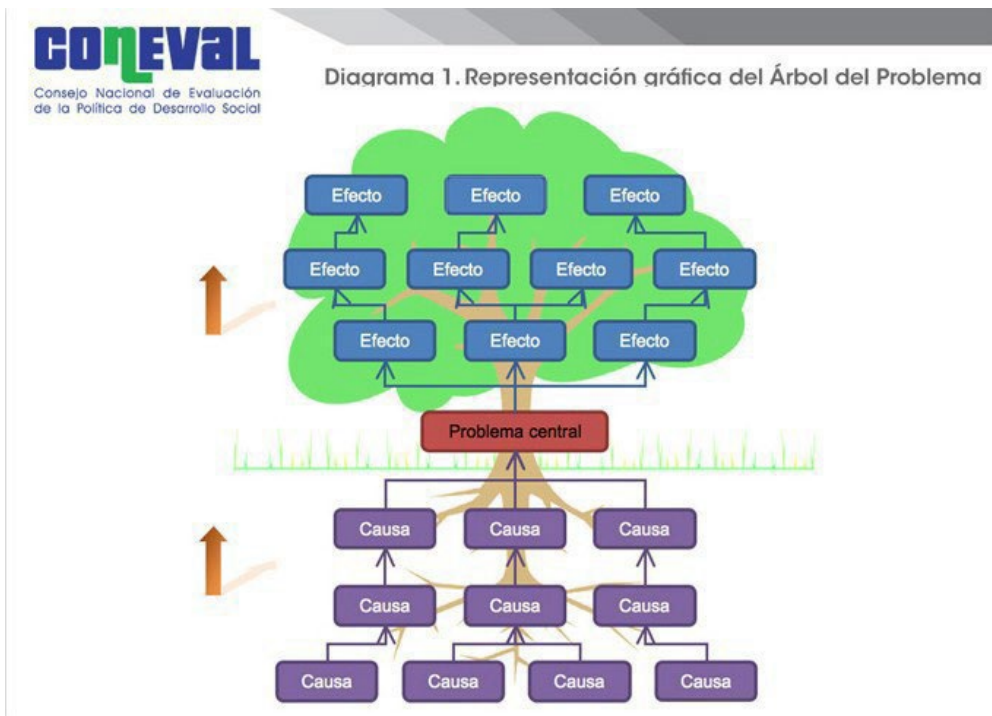 CONEVAL
Consejo Nacional de Evaluación
de la Política de Desarrollo Social
Diagrama 1. Representación gráfica del Árbol del Problema
Efecto Efecto Efecto
Efecto Efecto Efecto Efecto
Efecto Efecto Efecto
Problema central
Causa Causa Causa
Causa Causa Causa
Causa Causa Causa Causa